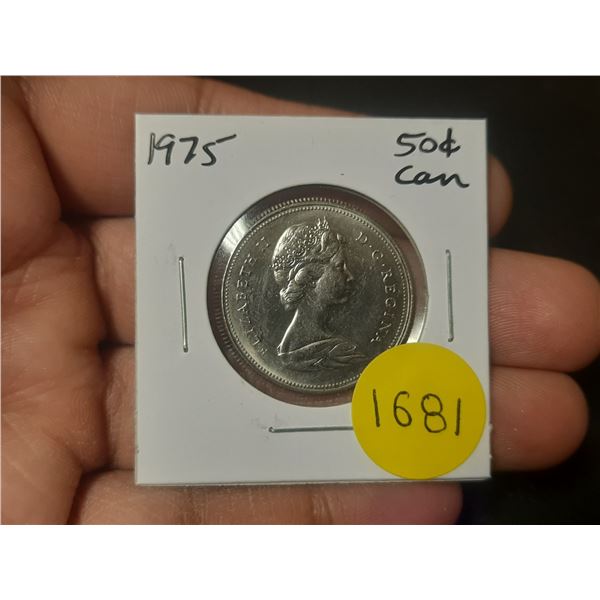 1975
50¢
Can
ELIZABETH II D·G·REGINA
1681